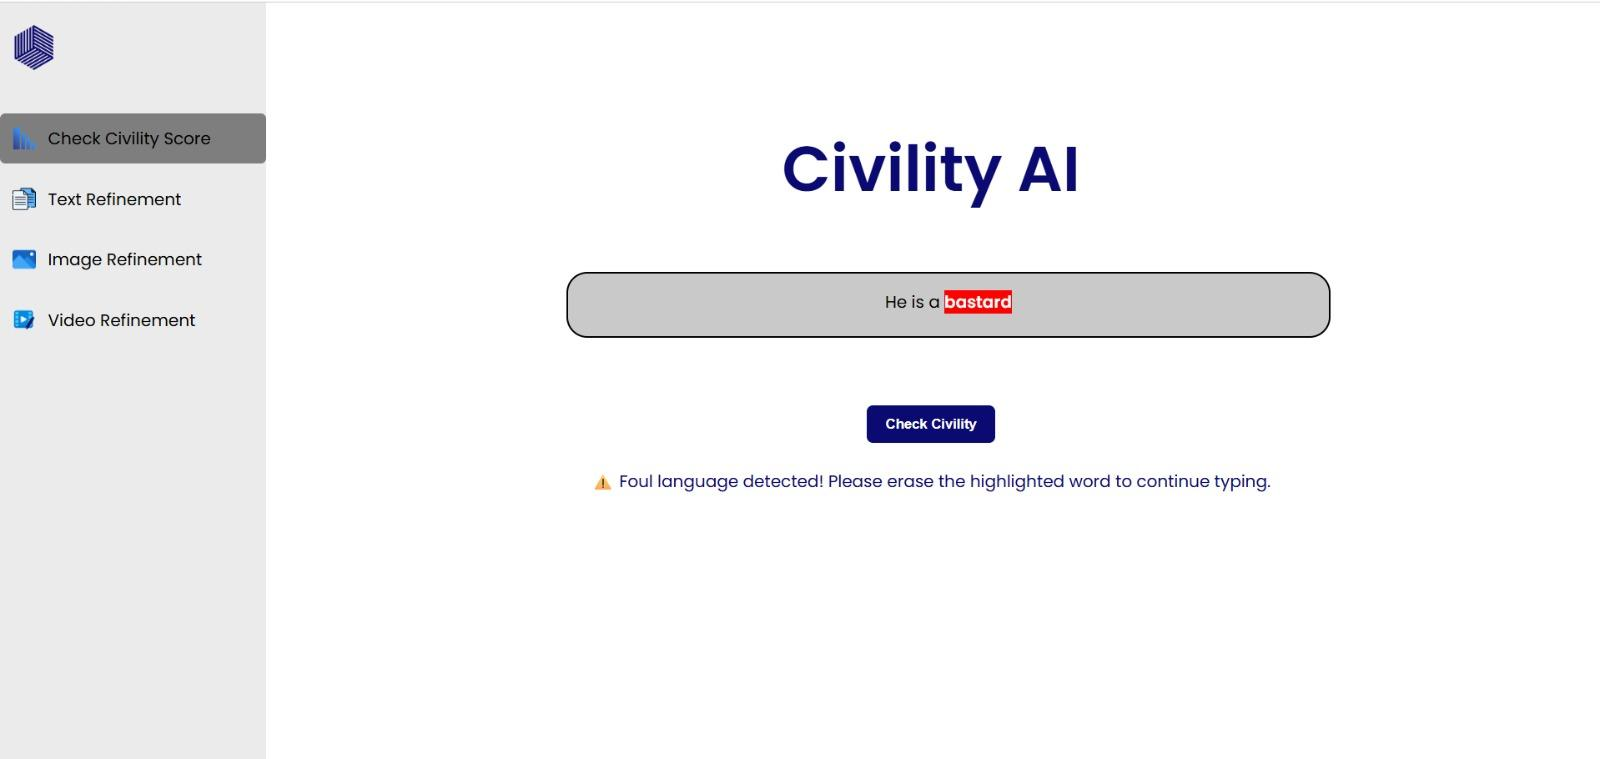 Check Civility Score
Text Refinement
Image Refinement
Video Refinement
Civility AI
He is a bastard
Check Civility
⚠ Foul language detected! Please erase the highlighted word to continue typing.